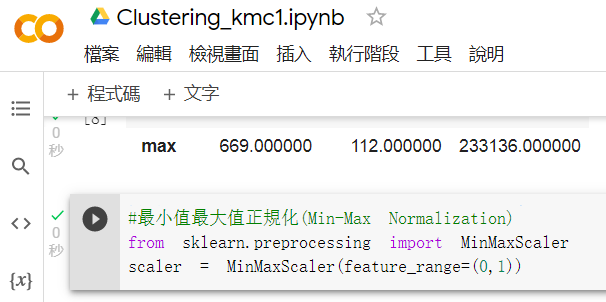 Clustering_kmc1.ipynb
檔案 編輯 檢視畫面 插入 執行階段 工具 說明
+ 程式碼 + 文字
[8]
0
秒
max 669.000000 112.000000 233136.000000
0
秒
#最小值最大值正規化(Min-Max Normalization)
from sklearn.preprocessing import MinMaxScaler
scaler = MinMaxScaler(feature_range=(0,1))
{x}